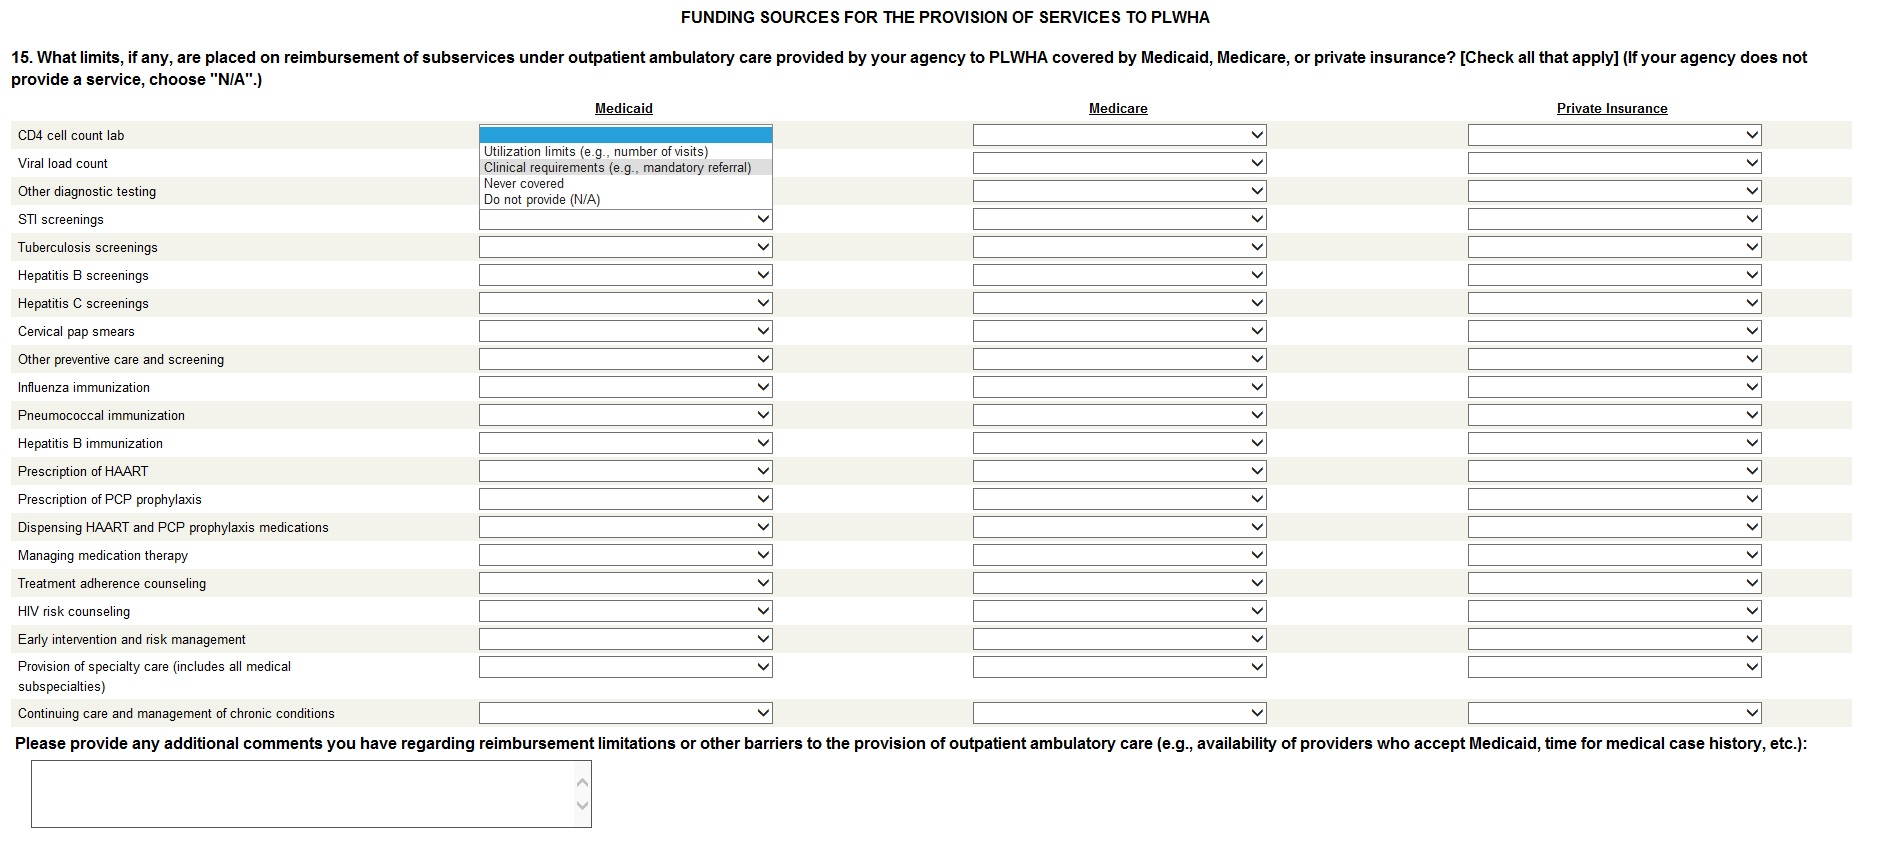 FUNDING SOURCES FOR THE PROVISION OF SERVICES TO PLWHA
15. What limits, if any, are placed on reimbursement of subservices under outpatient ambulatory care provided by your agency to PLWHA covered by Medicaid, Medicare, or private insurance? [Check all that apply] (If your agency does not
provide a service, choose "N/A".)
Medicaid Medicare Private Insurance
CD4 cell count lab
Utilization limits (e.g., number of visits)
Viral load count
Clinical requirements (e.g., mandatory referral)
Never covered
Other diagnostic testing
Do not provide (N/A)
STI screenings
Tuberculosis screenings
Hepatitis B screenings
Hepatitis C screenings
Cervical pap smears
Other preventive care and screening
Influenza immunization
Pneumococcal immunization
Hepatitis B immunization
Prescription of HAART
Prescription of PCP prophylaxis
Dispensing HAART and PCP prophylaxis medications
Managing medication therapy
Treatment adherence counseling
HIV risk counseling
Early intervention and risk management
Provision of specialty care (includes all medical
subspecialties)
Continuing care and management of chronic conditions
Please provide any additional comments you have regarding reimbursement limitations or other barriers to the provision of outpatient ambulatory care (e.g., availability of providers who accept Medicaid, time for medical case history, etc.):